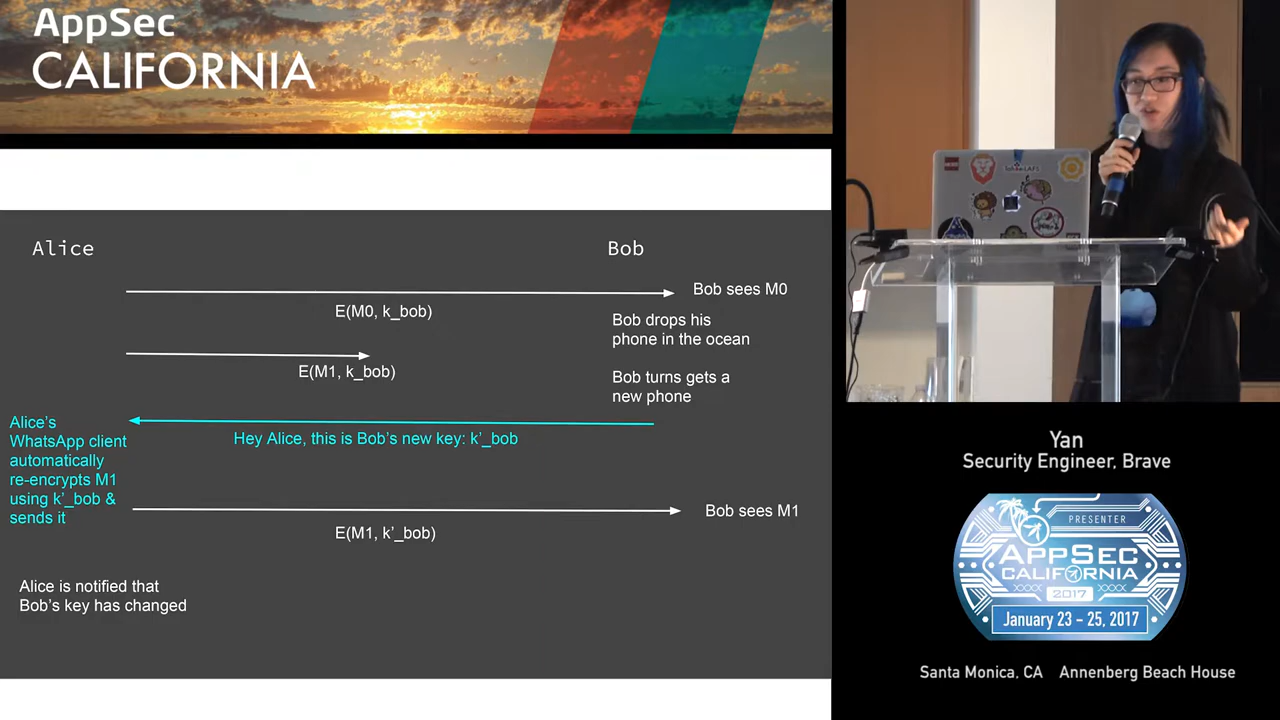 AppSec
CALIFORNIA
Alice
Bob
E(M0, k_bob)
Bob sees M0
Bob drops his
phone in the ocean
E(M1, k_bob)
Bob turns gets a
new phone
Alice's
WhatsApp client
automatically
re-encrypts M1
using k'_bob &
sends it
Hey Alice, this is Bob's new key: k'_bob
E(M1, k'_bob)
Bob sees M1
Alice is notified that
Bob's key has changed
Yan
Security Engineer, Brave
PRESENTER
APPSEC
CALIFORNIA
2017
January 23 – 25, 2017
Santa Monica, CA Annenberg Beach House